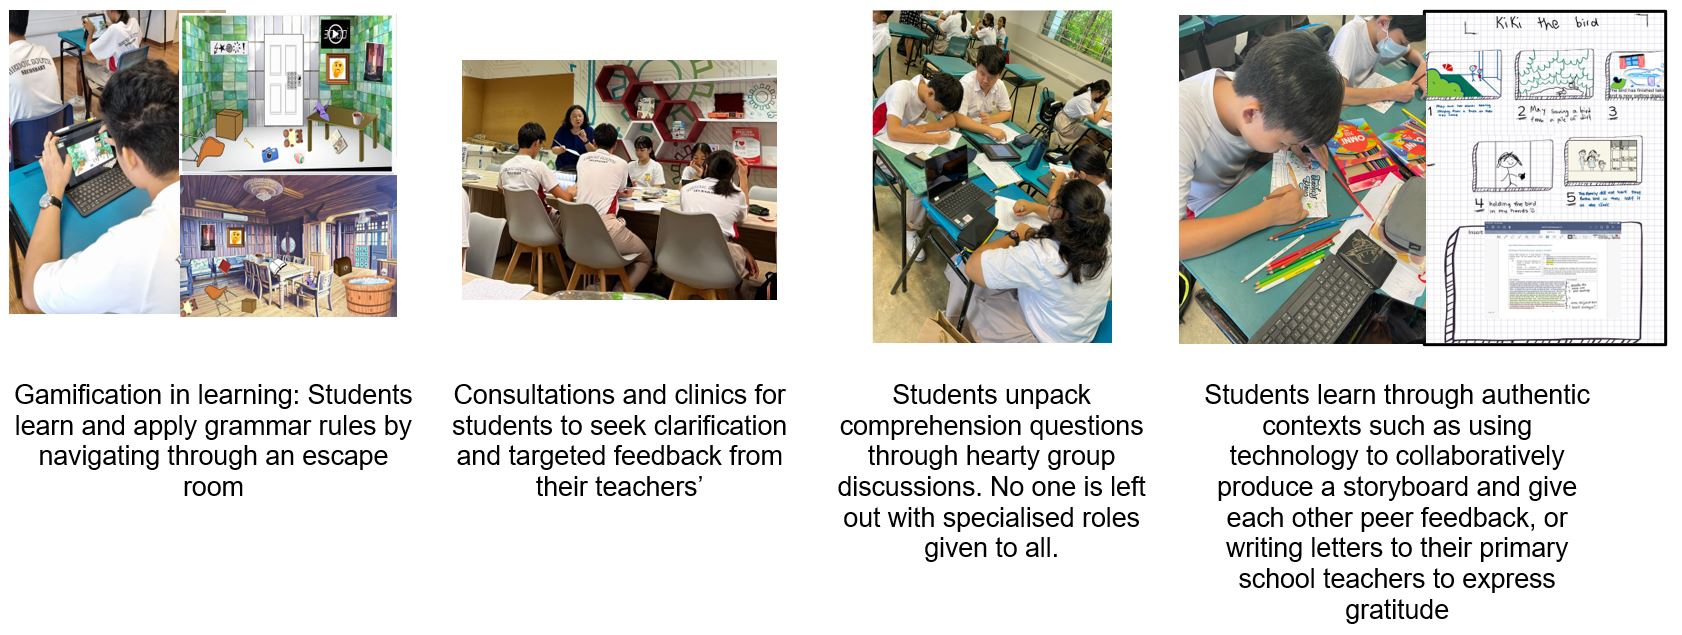 KiKi the bird
1
2 May saving a bird
3
4 holding the bird
in my hands
5
Gamification in learning: Students
learn and apply grammar rules by
navigating through an escape
room
Consultations and clinics for
students to seek clarification
and targeted feedback from
their teachers’
Students unpack
comprehension questions
through hearty group
discussions. No one is left
out with specialised roles
given to all.
Students learn through authentic
contexts such as using
technology to collaboratively
produce a storyboard and give
each other peer feedback, or
writing letters to their primary
school teachers to express
gratitude